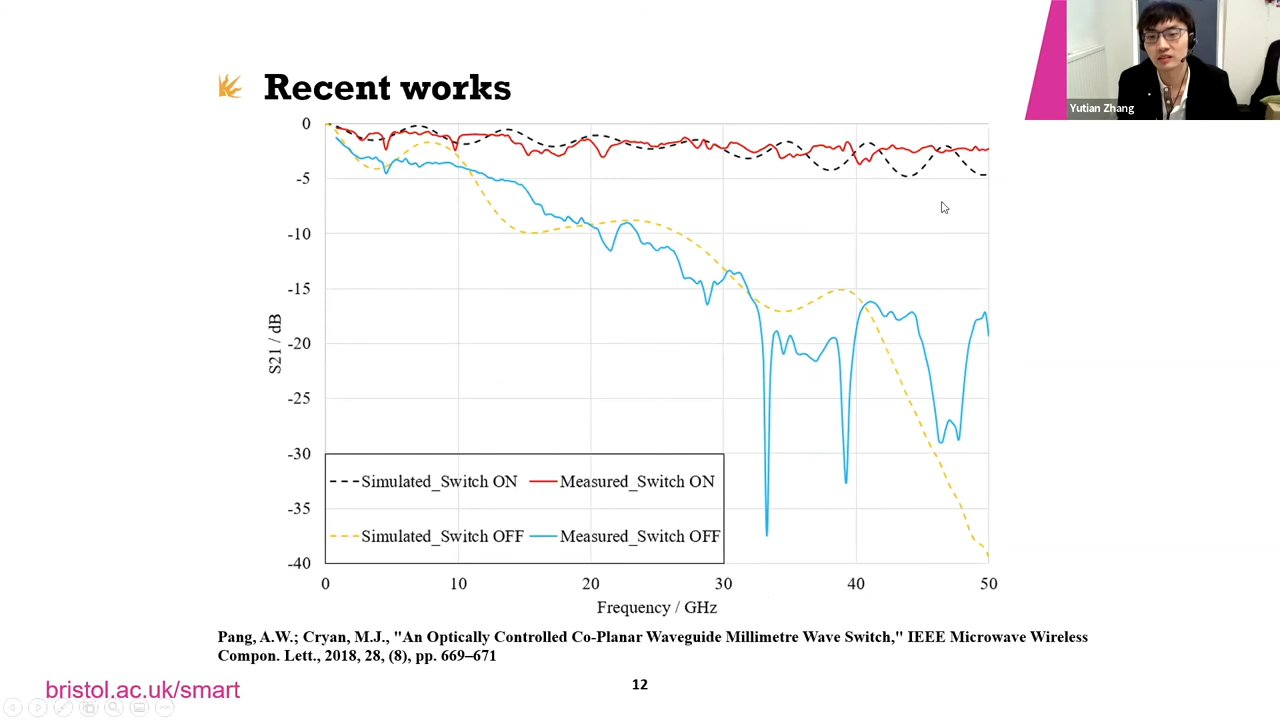 Yutian Zhang
Recent works
0
-5
-10
-15
-20
-25
-30
-35
-40
S21 / dB
Simulated_Switch ON
Measured_Switch ON
Simulated_Switch OFF
Measured_Switch OFF
0 10 20 30 40 50
Frequency / GHz
Pang, A.W.; Cryan, M.J., "An Optically Controlled Co-Planar Waveguide Millimetre Wave Switch," IEEE Microwave Wireless
Compon. Lett., 2018, 28, (8), pp. 669–671
bristol.ac.uk/smart
12